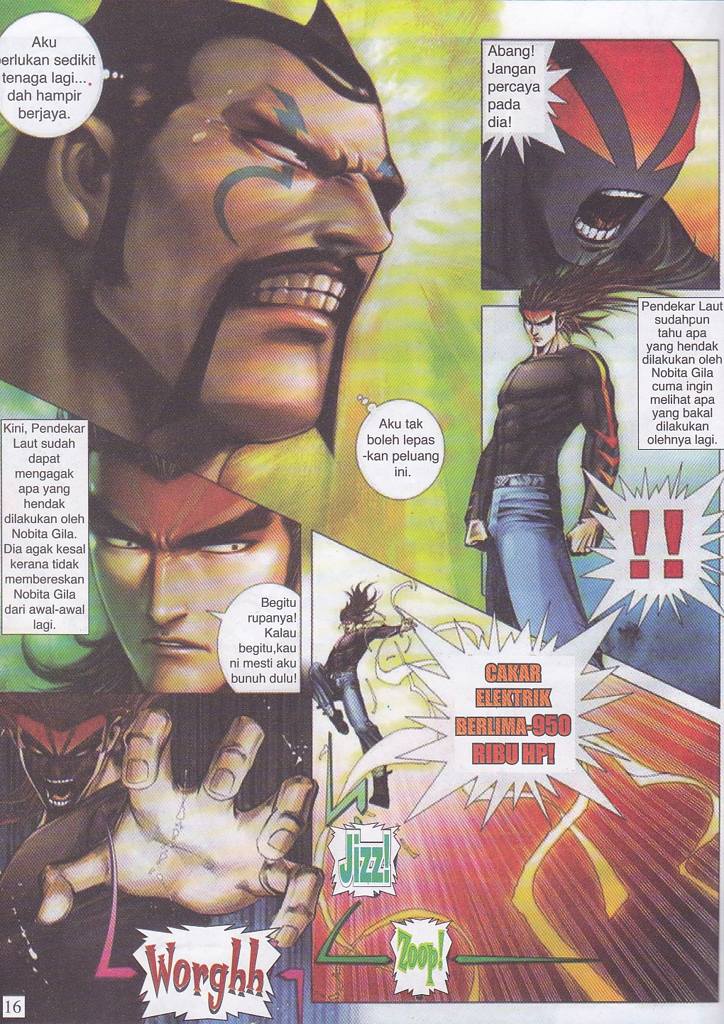 Aku
erlukan sedikit
tenaga lagi....
dah hampir
berjaya.
Abang!
Jangan
percaya
pada
dia!
Pendekar Laut
sudahpun
tahu apa
yang hendak
dilakukan oleh
Nobita Gila
cuma ingin
melihat apa
yang bakal
dilakukan
olehnya lagi.
Aku tak
boleh lepas
-kan peluang
ini.
!!
Kini, Pendekar
Laut sudah
dapat
mengagak
apa yang
hendak
dilakukan oleh
Nobita Gila.
Dia agak kesal
kerana tidak
membereskan
Nobita Gila
dari awal-awal
lagi.
Begitu
rupanya!
Kalau
begitu,kau
ni mesti aku
bunuh dulu!
CAKAR
ELEKTRIK
BERLIMA-950
RIBU HP!
Jizz!
Zoop!
Worghh
16